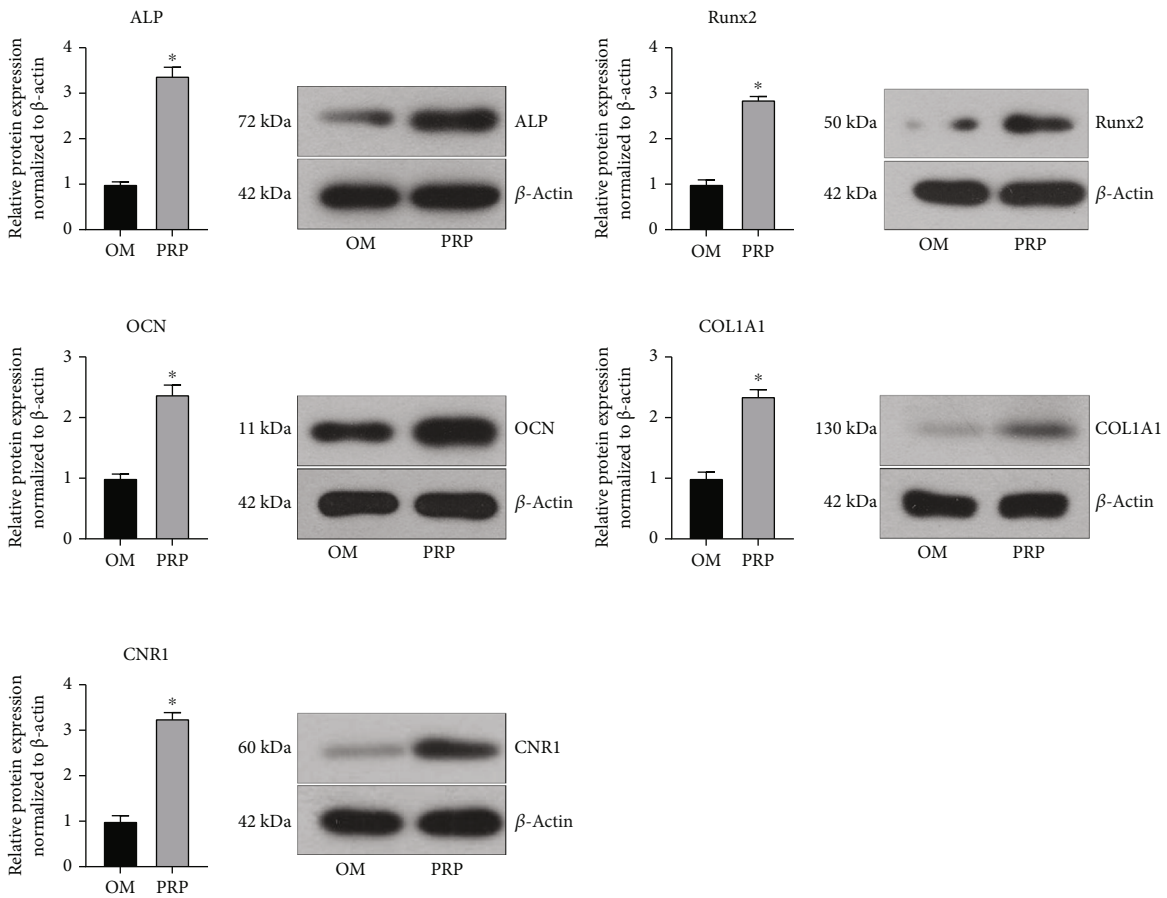 ALP
Relative protein expression
normalized to β-actin
4
3
2
1
0
*
OM PRP
72 kDa ALP
42 kDa β-Actin
OM PRP
Runx2
Relative protein expression
normalized to β-actin
4
3
2
1
0
*
OM PRP
50 kDa Runx2
42 kDa β-Actin
OM PRP
OCN
Relative protein expression
normalized to β-actin
3
2
1
0
*
OM PRP
11 kDa OCN
42 kDa β-Actin
OM PRP
COL1A1
Relative protein expression
normalized to β-actin
3
2
1
0
*
OM PRP
130 kDa COL1A1
42 kDa β-Actin
OM PRP
CNR1
Relative protein expression
normalized to β-actin
4
3
2
1
0
*
OM PRP
60 kDa CNR1
42 kDa β-Actin
OM PRP